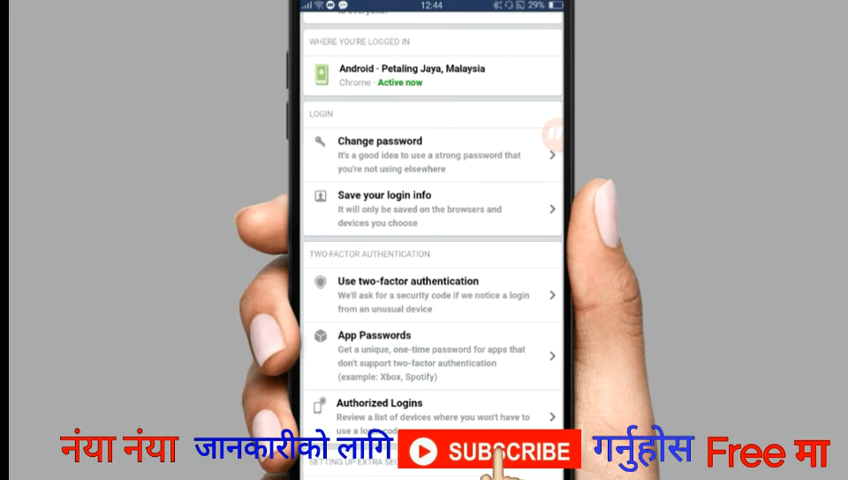 12:44
29%
WHERE YOU'RE LOGGED IN
Android · Petaling Jaya, Malaysia
Chrome · Active now
LOGIN
Change password
It's a good idea to use a strong password that
you're not using elsewhere
Save your login info
It will only be saved on the browsers and
devices you choose
TWO-FACTOR AUTHENTICATION
Use two-factor authentication
We'll ask for a security code if we notice a login
from an unusual device
App Passwords
Get a unique, one-time password for apps that
don't support two-factor authentication
(example: Xbox, Spotify)
Authorized Logins
Review a list of devices where you won't have to
use a
नंया नंया जानकारीको लागि SUBSCRIBE गर्नुहोस Free मा
SETTING UP EXTRA